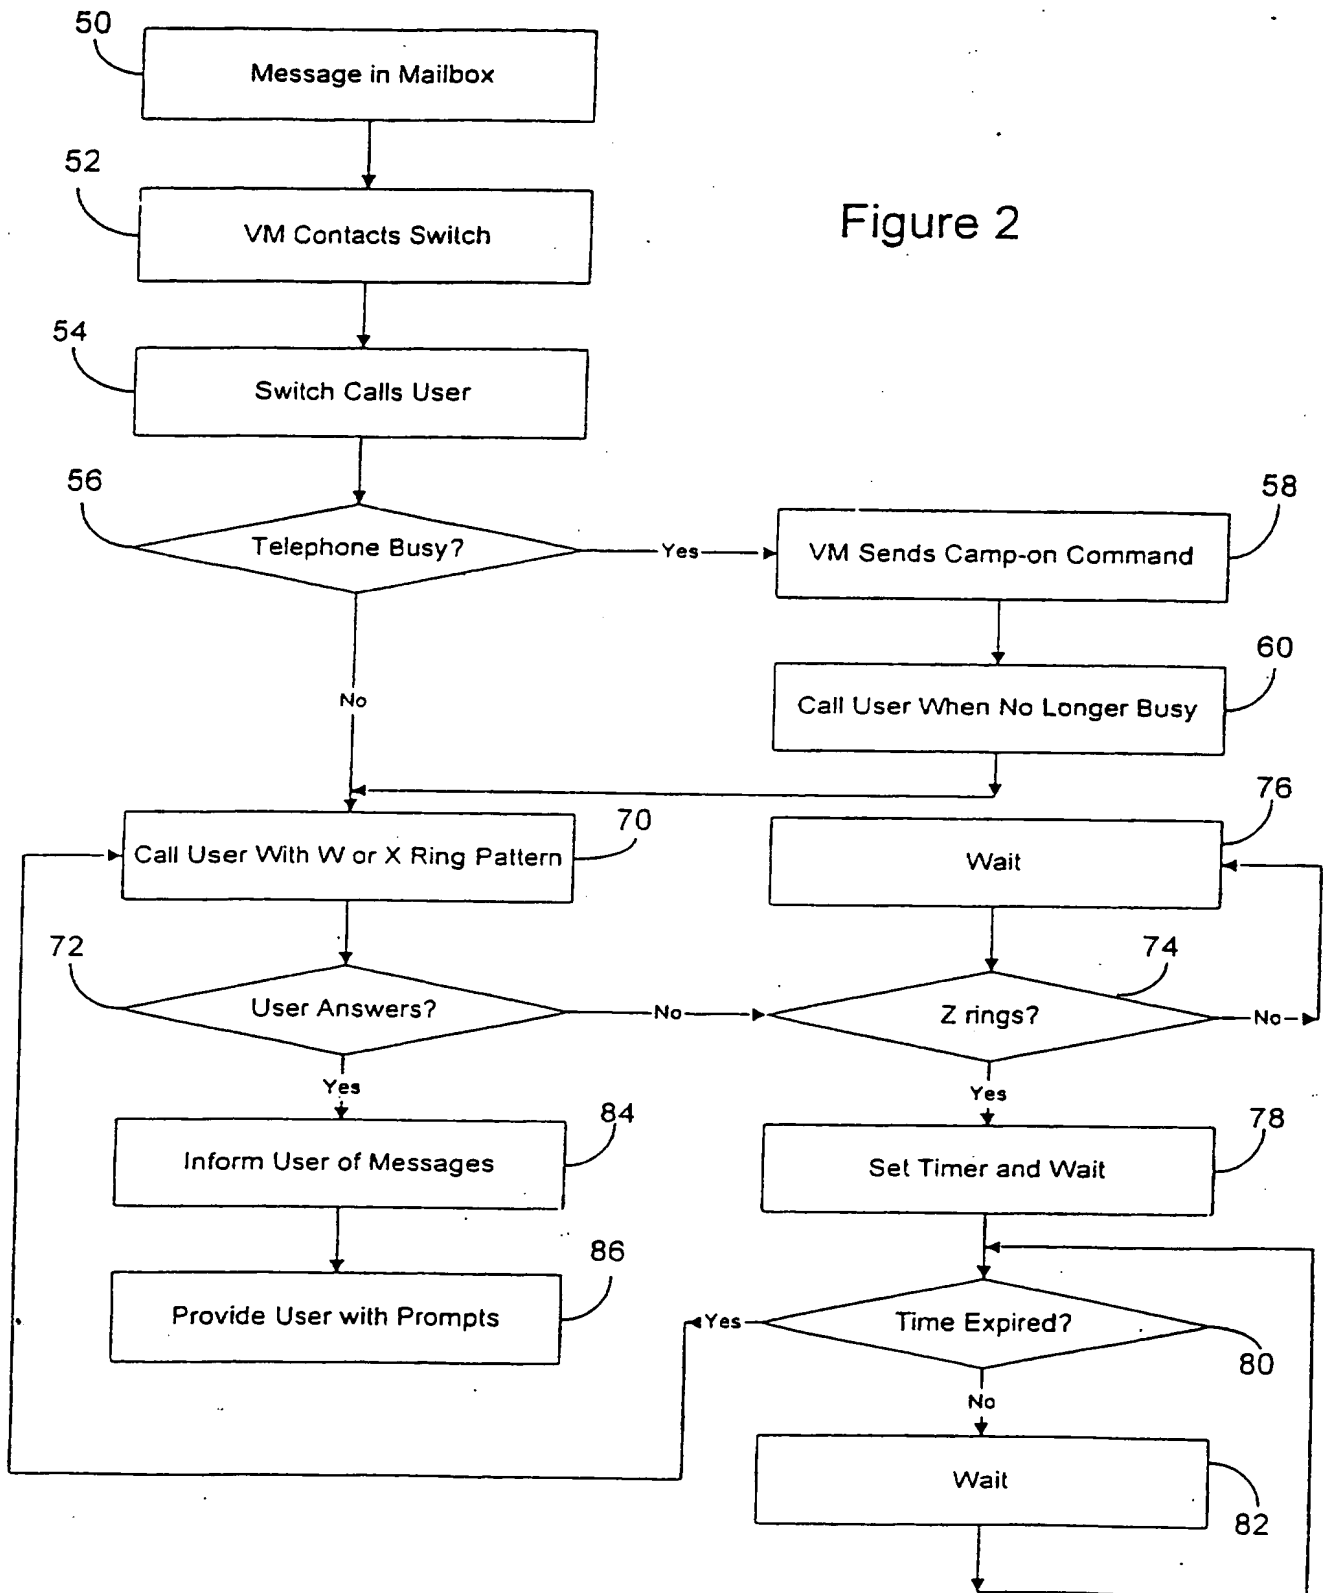 50
Message in Mailbox
52
VM Contacts Switch
Figure 2
54
Switch Calls User
56
Telephone Busy?
Yes
58
VM Sends Camp-on Command
No
60
Call User When No Longer Busy
70
Call User With W or X Ring Pattern
76
Wait
72
User Answers?
No
74
Z rings?
No
Yes
Yes
84
Inform User of Messages
78
Set Timer and Wait
86
Provide User with Prompts
Yes
Time Expired?
80
No
Wait
82